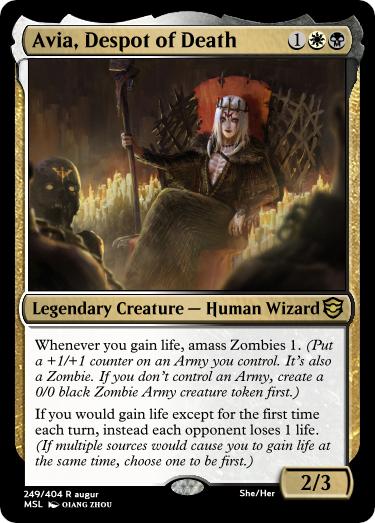 Avia, Despot of Death 1
Legendary Creature — Human Wizard
Whenever you gain life, amass Zombies 1. (Put
a +1/+1 counter on an Army you control. It's also
a Zombie. If you don't control an Army, create a
0/0 black Zombie Army creature token first.)
If you would gain life except for the first time
each turn, instead each opponent loses 1 life.
(If multiple sources would cause you to gain life at
the same time, choose one to be first.)
2/3
249/404 R augur She/Her
MSL QIANG ZHOU